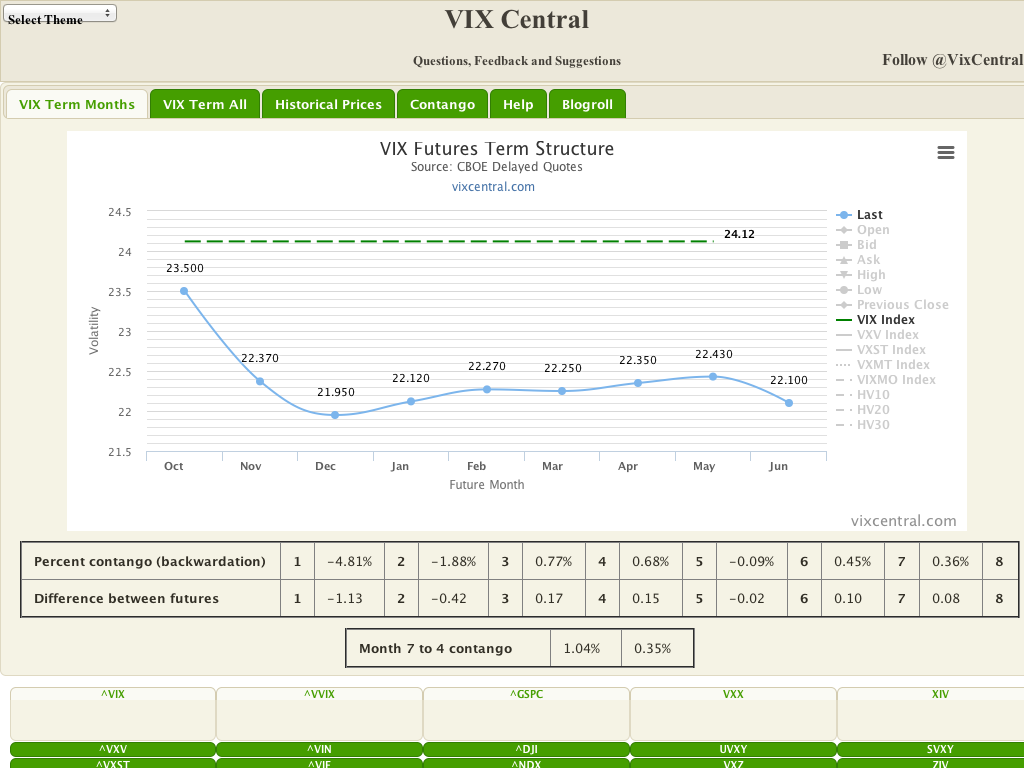 Select Theme
VIX Central
Questions, Feedback and Suggestions
Follow @VixCentral
VIX Term Months VIX Term All Historical Prices Contango Help Blogroll
VIX Futures Term Structure
Source: CBOE Delayed Quotes
vixcentral.com
24.5
24
23.5
23
22.5
22
21.5
Volatility
24.12
23.500
22.370
21.950
22.120
22.270
22.250
22.350
22.430
22.100
Oct Nov Dec Jan Feb Mar Apr May Jun
Future Month
Last
Open
Bid
Ask
High
Low
Previous Close
VIX Index
VXV Index
VXST Index
VXMT Index
VIXMO Index
HV10
HV20
HV30
vixcentral.com
Percent contango (backwardation) 1 −4.81% 2 −1.88% 3 0.77% 4 0.68% 5 −0.09% 6 0.45% 7 0.36% 8
Difference between futures 1 −1.13 2 −0.42 3 0.17 4 0.15 5 −0.02 6 0.10 7 0.08 8
Month 7 to 4 contango 1.04% 0.35%
^VIX ^VVIX ^GSPC VXX XIV
^VXV ^VIN ^DJI UVXY SVXY
^VXST ^VIF ^NDX VXZ ZIV